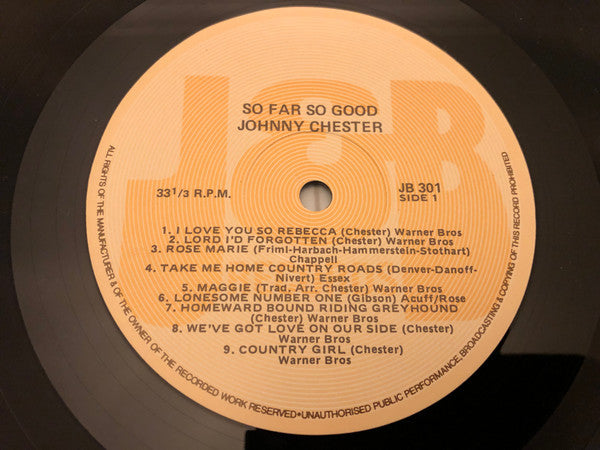 J&B
SO FAR SO GOOD
JOHNNY CHESTER
33 1/3 R.P.M.
JB 301
SIDE 1
1. I LOVE YOU SO REBECCA (Chester) Warner Bros
2. LORD I'D FORGOTTEN (Chester) Warner Bros
3. ROSE MARIE (Friml-Harbach-Hammerstein-Stothart)
Chappell
4. TAKE ME HOME COUNTRY ROADS (Denver-Danoff-
Nivert) Essex
5. MAGGIE (Trad. Arr. Chester) Warner Bros
6. LONESOME NUMBER ONE (Gibson) Acuff/Rose
7. HOMEWARD BOUND RIDING GREYHOUND
(Chester) Warner Bros
8. WE'VE GOT LOVE ON OUR SIDE (Chester)
Warner Bros
9. COUNTRY GIRL (Chester)
Warner Bros
ALL RIGHTS OF THE MANUFACTURER & OF THE OWNER OF THE RECORDED WORK RESERVED•UNAUTHORISED PUBLIC PERFORMANCE, BROADCASTING & COPYING OF THIS RECORD PROHIBITED